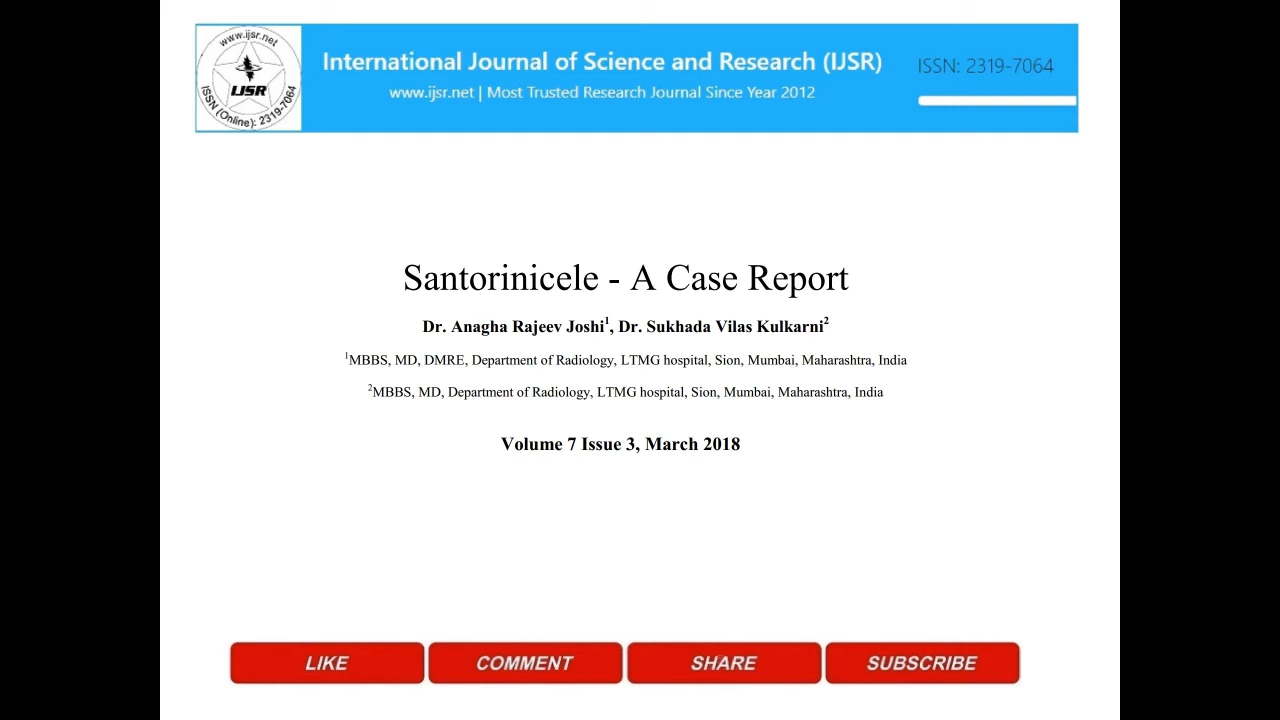 www.ijsr.net
IJSR
ISSN (Online): 2319-7064
International Journal of Science and Research (IJSR)
ISSN: 2319-7064
www.ijsr.net | Most Trusted Research Journal Since Year 2012
Santorinicele - A Case Report
Dr. Anagha Rajeev Joshi1, Dr. Sukhada Vilas Kulkarni2
1MBBS, MD, DMRE, Department of Radiology, LTMG hospital, Sion, Mumbai, Maharashtra, India
2MBBS, MD, Department of Radiology, LTMG hospital, Sion, Mumbai, Maharashtra, India
Volume 7 Issue 3, March 2018
LIKE
COMMENT
SHARE
SUBSCRIBE